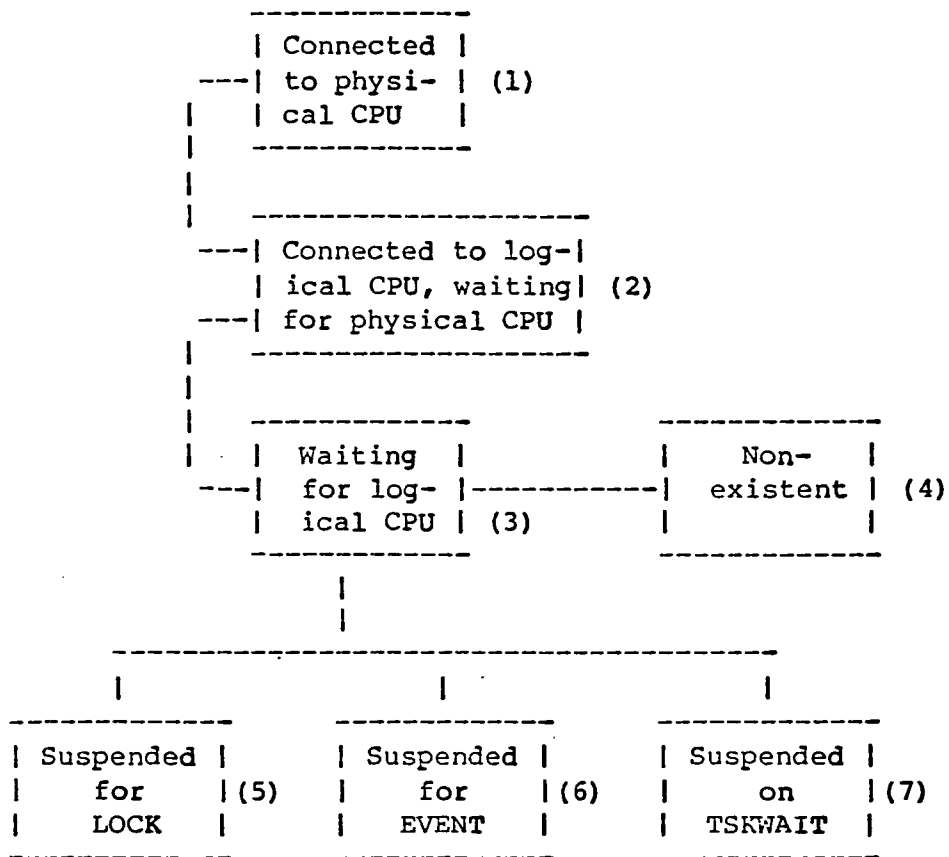 Connected
to physi- (1)
cal CPU
Connected to log-
ical CPU, waiting (2)
for physical CPU
Waiting Non-
for log- existent (4)
ical CPU (3)
Suspended Suspended Suspended
for (5) for (6) on (7)
LOCK EVENT TSKWAIT